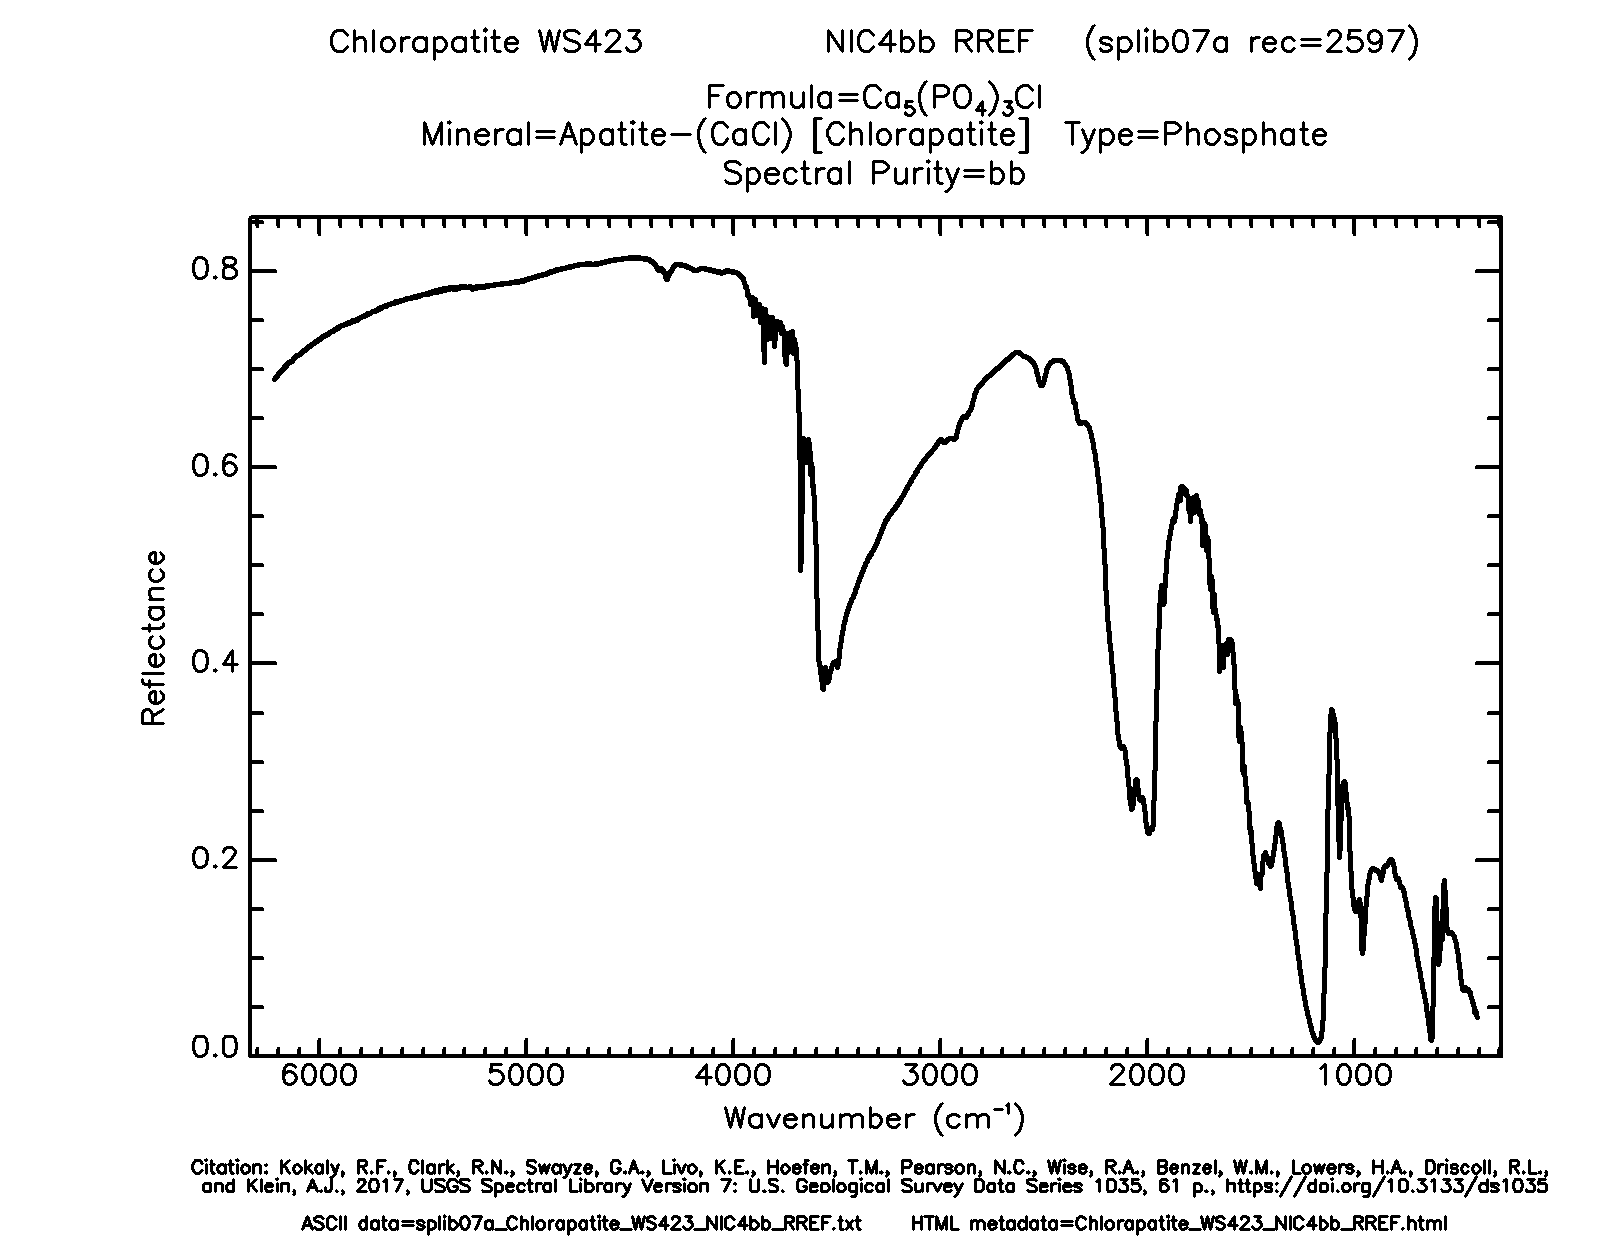 Chlorapatite WS423 NIC4bb RREF (splib07a rec=2597)
Formula=Ca₅(PO₄)₃Cl
Mineral=Apatite-(CaCl) [Chlorapatite] Type=Phosphate
Spectral Purity=bb
0.8
0.6
0.4
0.2
0.0
Reflectance
6000 5000 4000 3000 2000 1000
Wavenumber (cm⁻¹)
Citation: Kokaly, R.F., Clark, R.N., Swayze, G.A., Livo, K.E., Hoefen, T.M., Pearson, N.C., Wise, R.A., Benzel, W.M., Lowers, H.A., Driscoll, R.L.,
and Klein, A.J., 2017, USGS Spectral Library Version 7: U.S. Geological Survey Data Series 1035, 61 p., https://doi.org/10.3133/ds1035
ASCII data=splib07a_Chlorapatite_WS423_NIC4bb_RREF.txt HTML metadata=Chlorapatite_WS423_NIC4bb_RREF.html